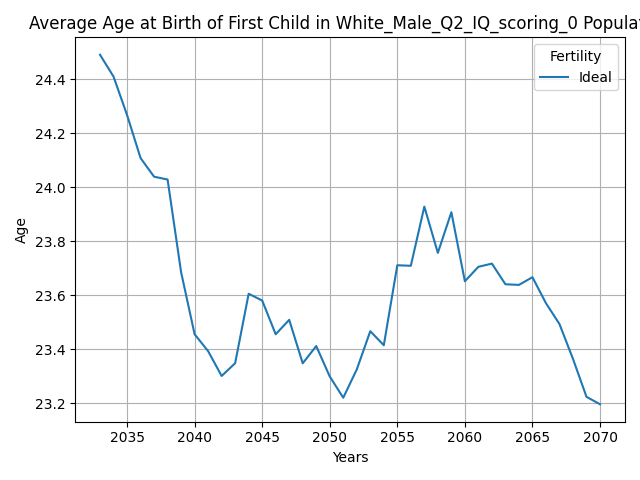 Average Age at Birth of First Child in White_Male_Q2_IQ_scoring_0 Populat
Fertility
Ideal
24.4
24.2
24.0
23.8
23.6
23.4
23.2
Age
2035 2040 2045 2050 2055 2060 2065 2070
Years